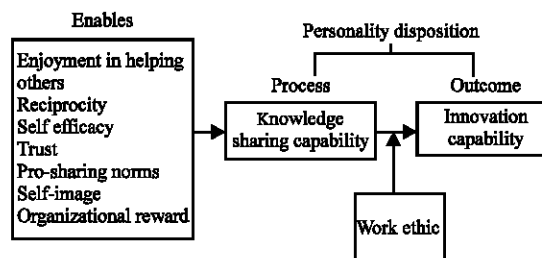 Enables
Personality disposition
Enjoyment in helping
others
Reciprocity
Self efficacy
Trust
Pro-sharing norms
Self-image
Organizational reward
Process
Knowledge
sharing capability
Outcome
Innovation
capability
Work ethic